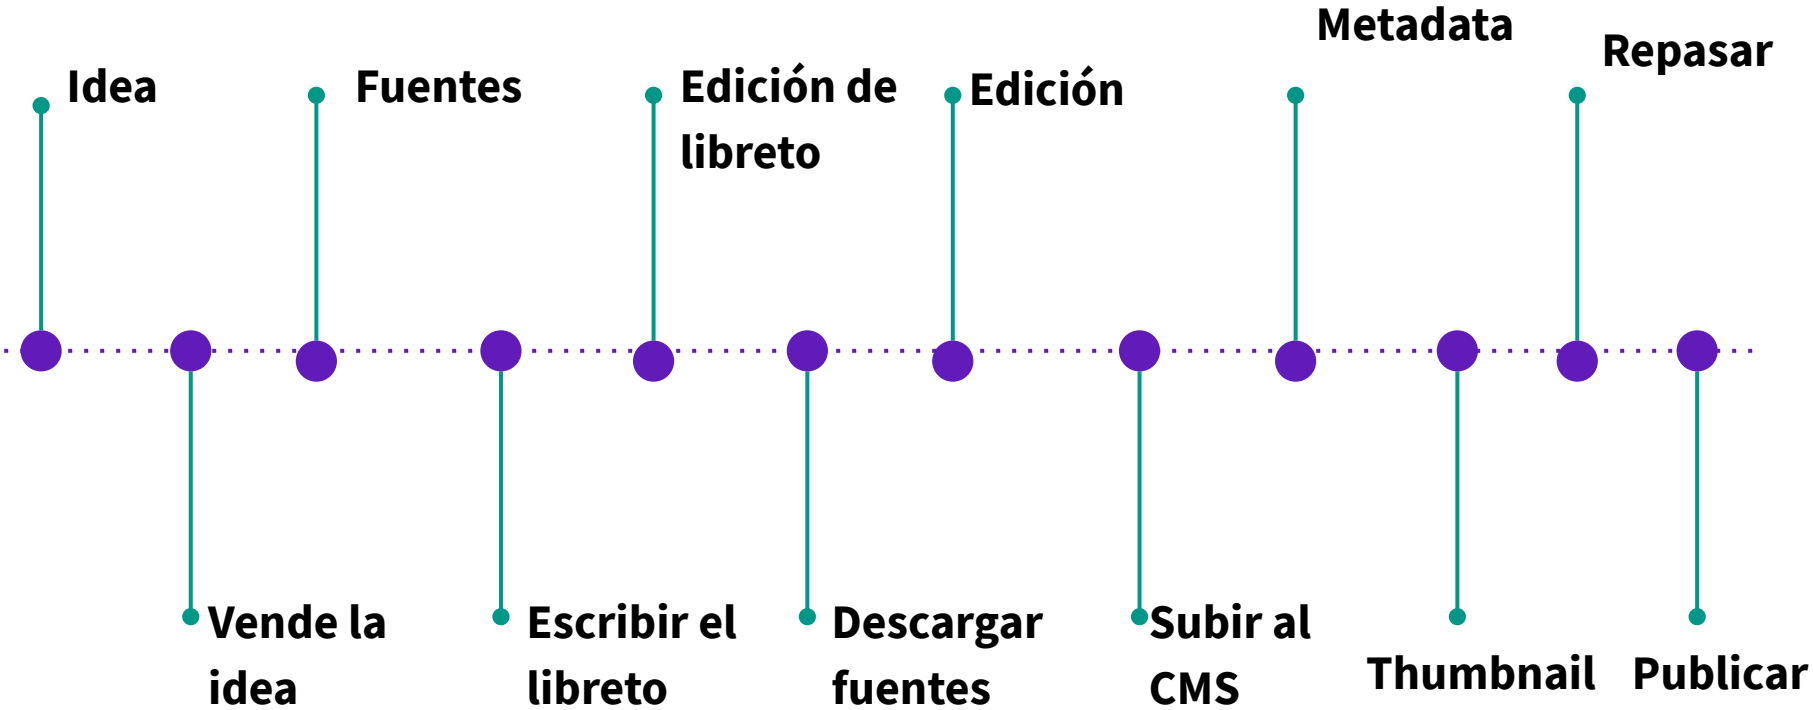 Idea
Vende la
idea
Fuentes
Escribir el
libreto
Edición de
libreto
Descargar
fuentes
Edición
Subir al
CMS
Metadata
Thumbnail
Repasar
Publicar